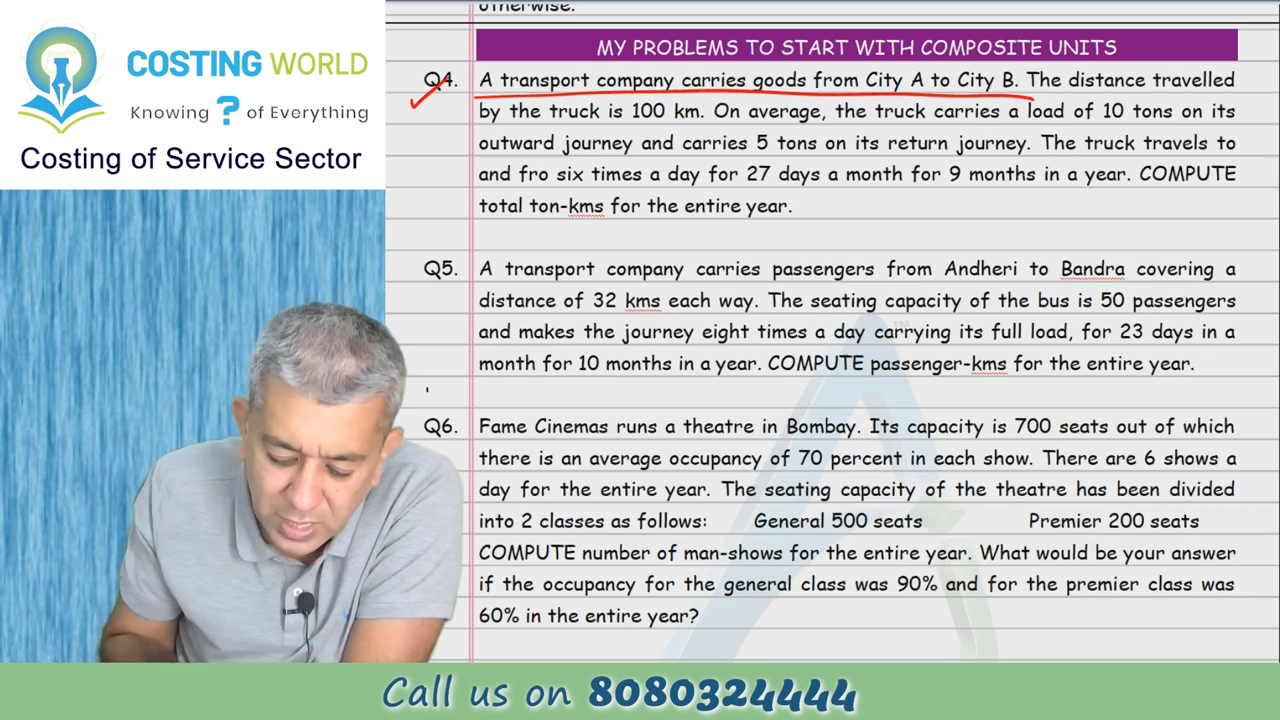 otherwise.
COSTING WORLD
Knowing ? of Everything
Costing of Service Sector
MY PROBLEMS TO START WITH COMPOSITE UNITS
Q4. A transport company carries goods from City A to City B. The distance travelled
by the truck is 100 km. On average, the truck carries a load of 10 tons on its
outward journey and carries 5 tons on its return journey. The truck travels to
and fro six times a day for 27 days a month for 9 months in a year. COMPUTE
total ton-kms for the entire year.
Q5. A transport company carries passengers from Andheri to Bandra covering a
distance of 32 kms each way. The seating capacity of the bus is 50 passengers
and makes the journey eight times a day carrying its full load, for 23 days in a
month for 10 months in a year. COMPUTE passenger-kms for the entire year.
Q6. Fame Cinemas runs a theatre in Bombay. Its capacity is 700 seats out of which
there is an average occupancy of 70 percent in each show. There are 6 shows a
day for the entire year. The seating capacity of the theatre has been divided
into 2 classes as follows: General 500 seats Premier 200 seats
COMPUTE number of man-shows for the entire year. What would be your answer
if the occupancy for the general class was 90% and for the premier class was
60% in the entire year?
Call us on 8080324444